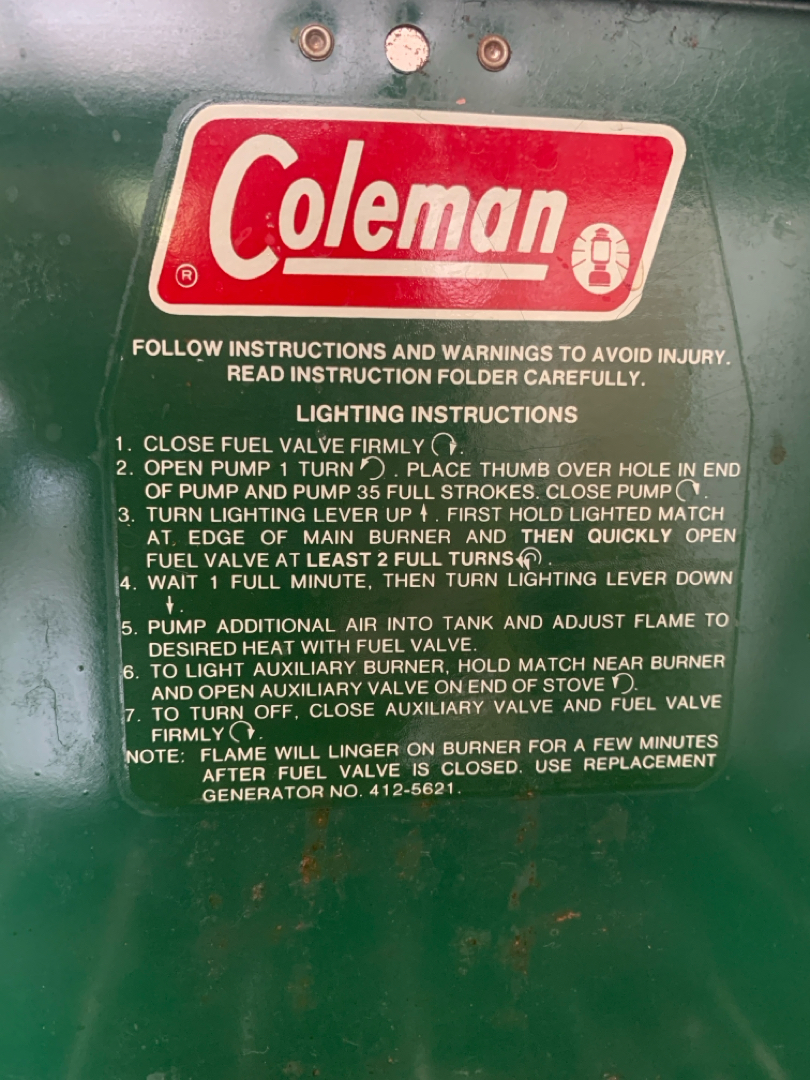 Coleman
®
FOLLOW INSTRUCTIONS AND WARNINGS TO AVOID INJURY.
READ INSTRUCTION FOLDER CAREFULLY.
LIGHTING INSTRUCTIONS
1. CLOSE FUEL VALVE FIRMLY ↻.
2. OPEN PUMP 1 TURN ↺. PLACE THUMB OVER HOLE IN END
OF PUMP AND PUMP 35 FULL STROKES. CLOSE PUMP ↻.
3. TURN LIGHTING LEVER UP ↑. FIRST HOLD LIGHTED MATCH
AT EDGE OF MAIN BURNER AND THEN QUICKLY OPEN
FUEL VALVE AT LEAST 2 FULL TURNS ↺.
4. WAIT 1 FULL MINUTE, THEN TURN LIGHTING LEVER DOWN
↓.
5. PUMP ADDITIONAL AIR INTO TANK AND ADJUST FLAME TO
DESIRED HEAT WITH FUEL VALVE.
6. TO LIGHT AUXILIARY BURNER, HOLD MATCH NEAR BURNER
AND OPEN AUXILIARY VALVE ON END OF STOVE ↺.
7. TO TURN OFF, CLOSE AUXILIARY VALVE AND FUEL VALVE
FIRMLY ↻.
NOTE: FLAME WILL LINGER ON BURNER FOR A FEW MINUTES
AFTER FUEL VALVE IS CLOSED. USE REPLACEMENT
GENERATOR NO. 412-5621.